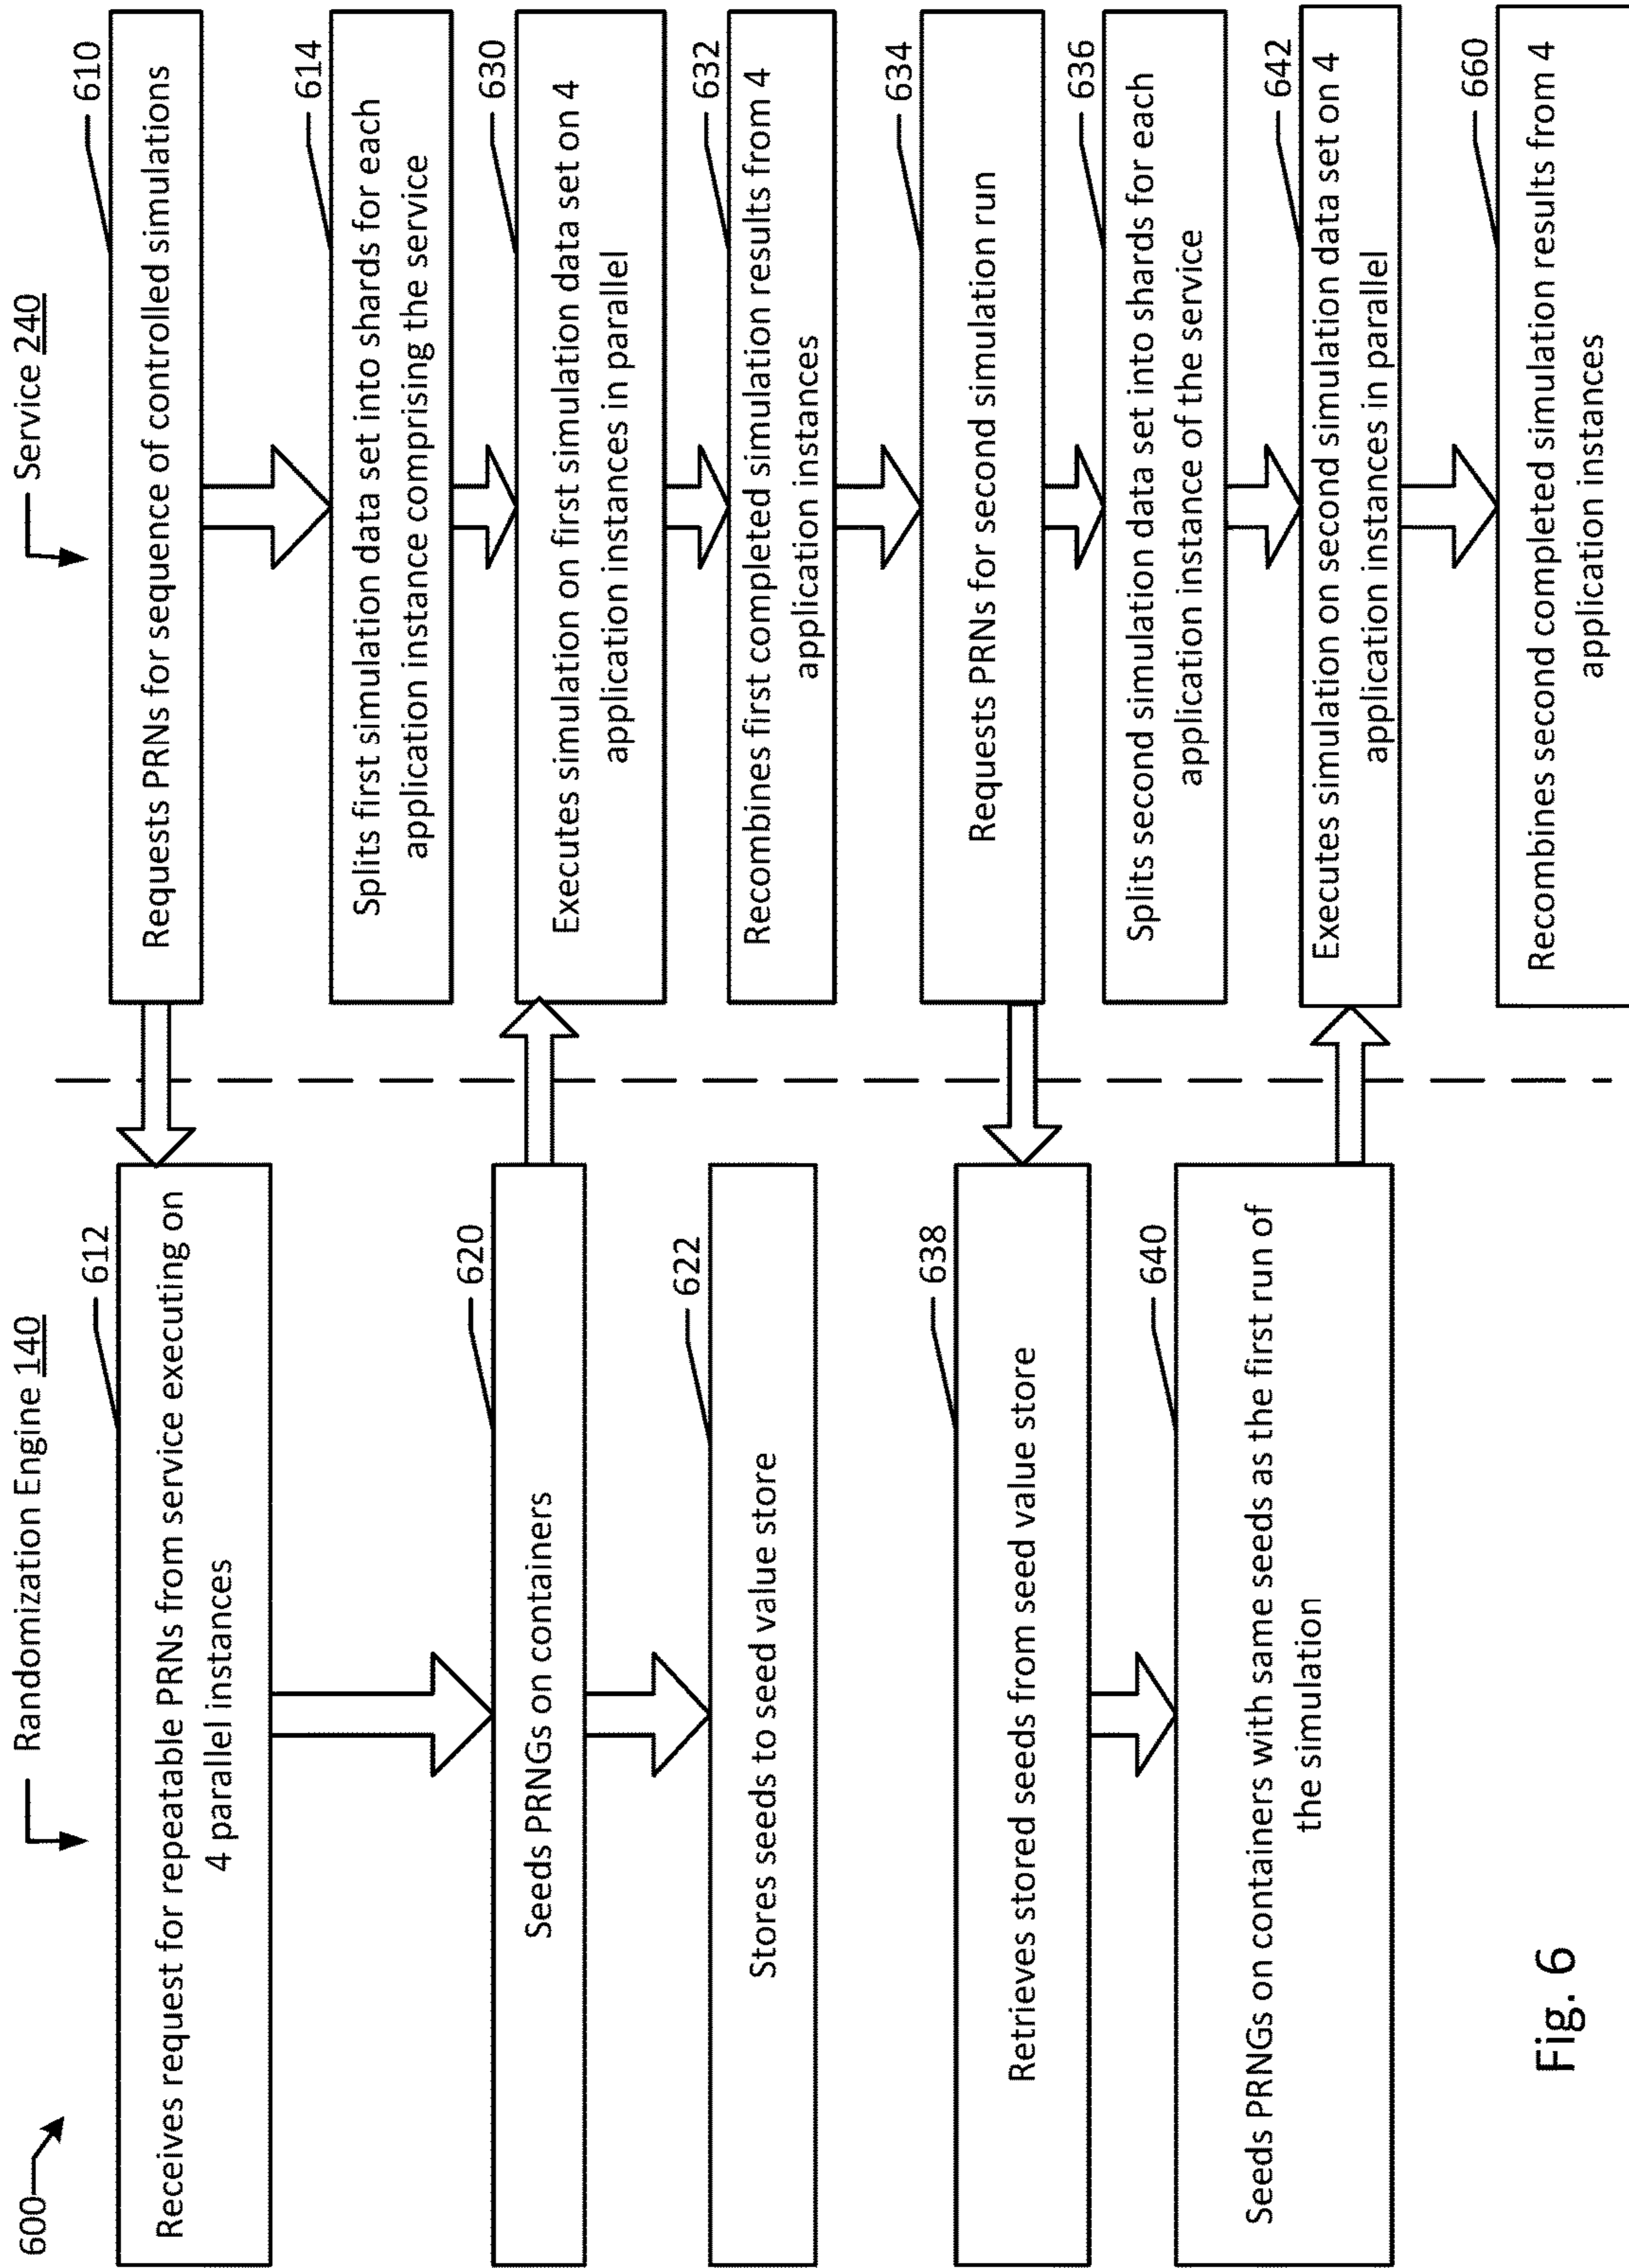 600
Randomization Engine 140
Service 240
612
Receives request for repeatable PRNs from service executing on
4 parallel instances
610
Requests PRNs for sequence of controlled simulations
614
Splits first simulation data set into shards for each
application instance comprising the service
620
Seeds PRNGs on containers
630
Executes simulation on first simulation data set on 4
application instances in parallel
622
Stores seeds to seed value store
632
Recombines first completed simulation results from 4
application instances
634
Requests PRNs for second simulation run
638
Retrieves stored seeds from seed value store
636
Splits second simulation data set into shards for each
application instance of the service
640
Seeds PRNGs on containers with same seeds as the first run of
the simulation
642
Executes simulation on second simulation data set on 4
application instances in parallel
660
Recombines second completed simulation results from 4
application instances
Fig. 6